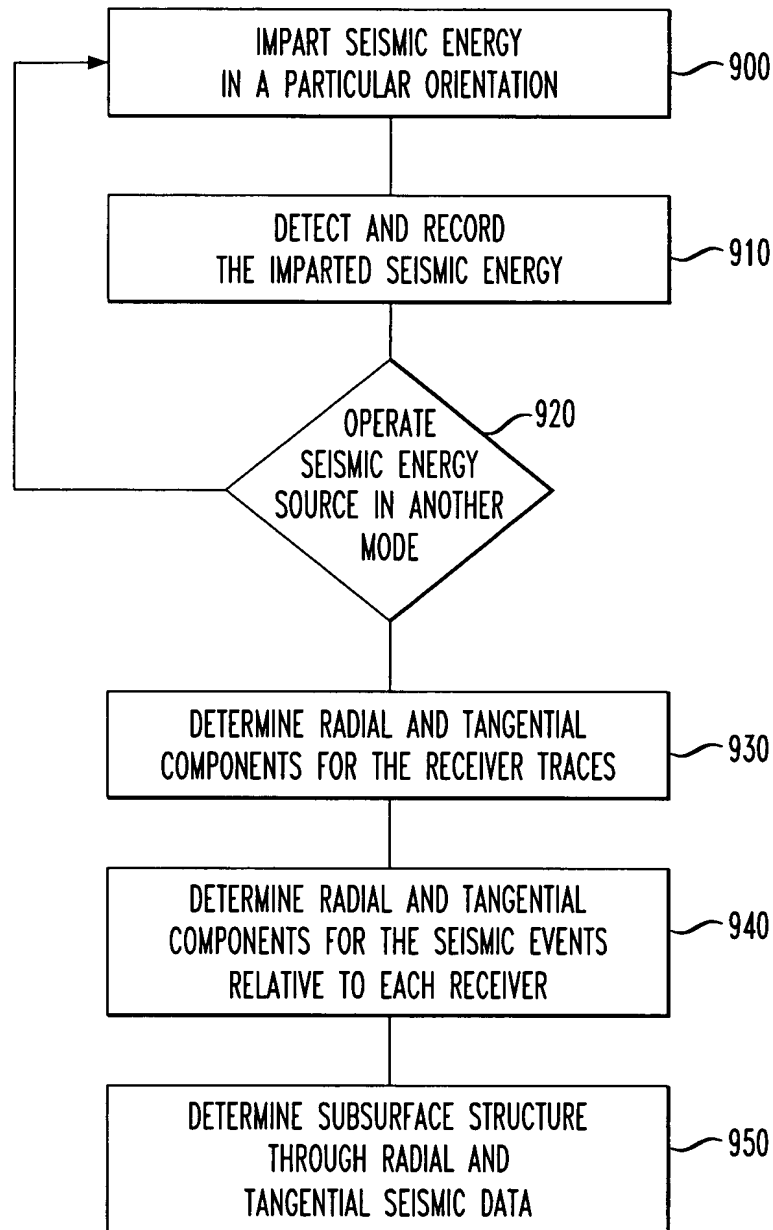 IMPART SEISMIC ENERGY
IN A PARTICULAR ORIENTATION
900
DETECT AND RECORD
THE IMPARTED SEISMIC ENERGY
910
OPERATE
SEISMIC ENERGY
SOURCE IN ANOTHER
MODE
920
DETERMINE RADIAL AND TANGENTIAL
COMPONENTS FOR THE RECEIVER TRACES
930
DETERMINE RADIAL AND TANGENTIAL
COMPONENTS FOR THE SEISMIC EVENTS
RELATIVE TO EACH RECEIVER
940
DETERMINE SUBSURFACE STRUCTURE
THROUGH RADIAL AND
TANGENTIAL SEISMIC DATA
950